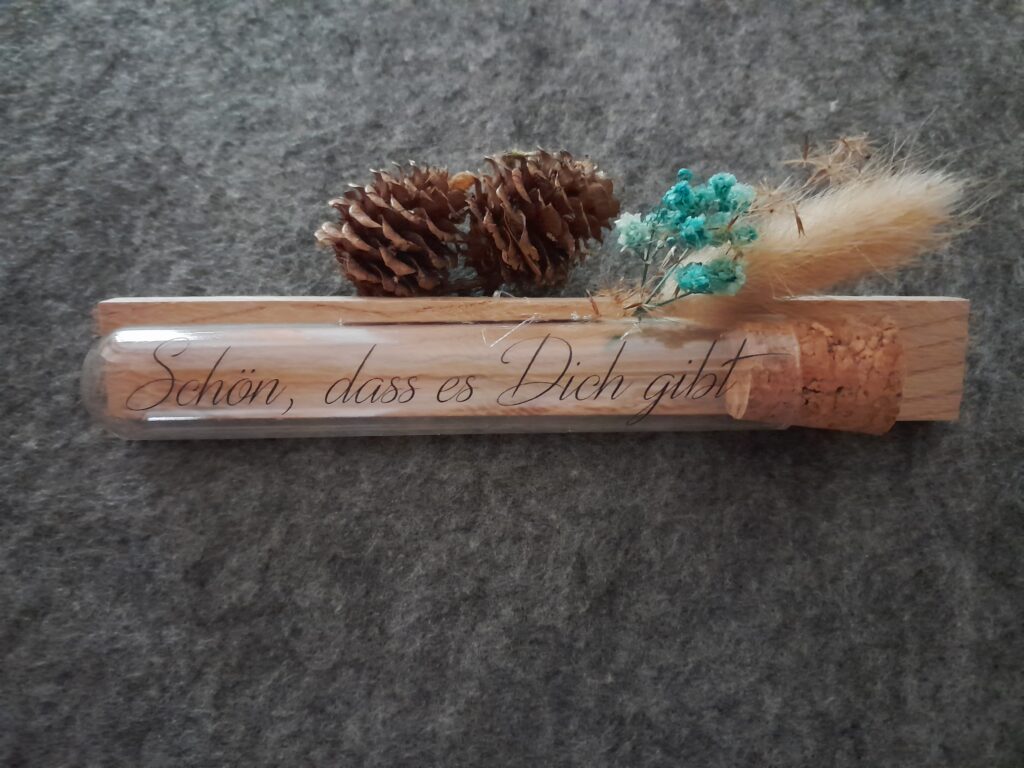 Schön, dass es Dich gibt